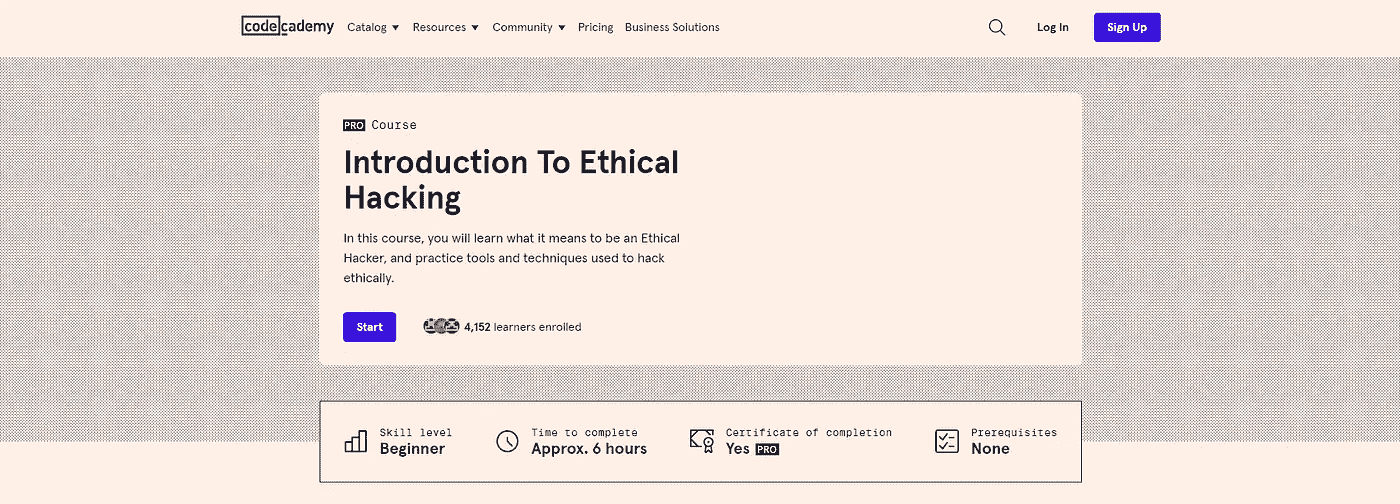 codecademy Catalog Resources Community Pricing Business Solutions Log In Sign Up
PRO Course
Introduction To Ethical
Hacking
In this course, you will learn what it means to be an Ethical
Hacker, and practice tools and techniques used to hack
ethically.
Start 4,152 learners enrolled
Skill level Time to complete Certificate of completion Prerequisites
Beginner Approx. 6 hours Yes PRO None